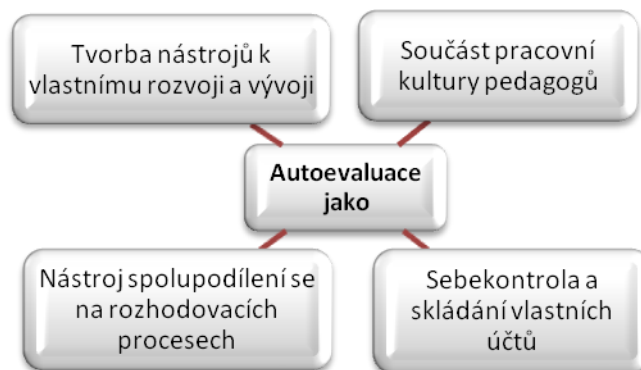 Tvorba nástrojů k
vlastnímu rozvoji a vývoji
Součást pracovní
kultury pedagogů
Autoevaluace
jako
Nástroj spolupodílení se
na rozhodovacích
procesech
Sebekontrola a
skládání vlastních
účtů